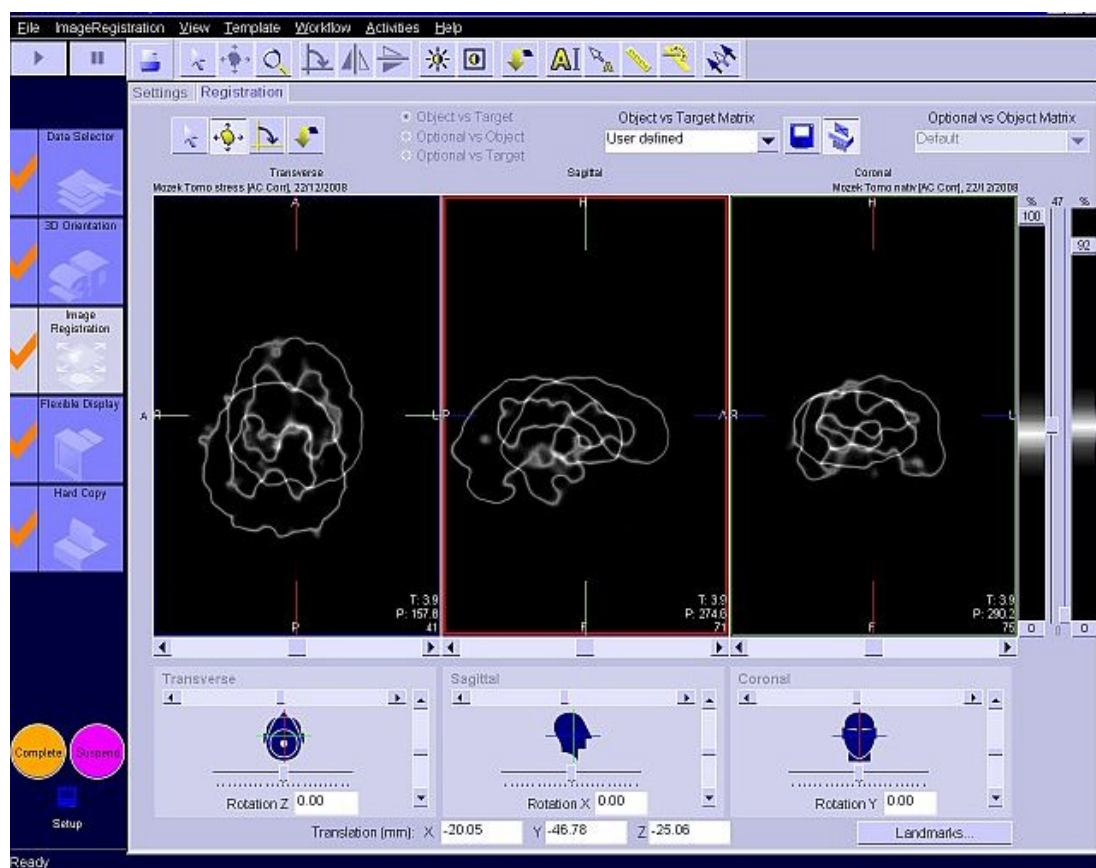 File ImageRegistration View Template Workflow Activities Help
AI
Settings Registration
Object vs Target
Optional vs Object
Optional vs Target
Object vs Target Matrix
User defined
Optional vs Object Matrix
Default
Data Selector
3D Orientation
Image
Registration
Flexible Display
Hard Copy
Transverse Sagittal Coronal
Mozek Tomo stress [AC Corr], 22/12/2008
Mozek Tomo nativ [AC Corr], 22/12/2008
% 47 %
100
92
A H H
A R L P A R L
T: 3.9
P: 157.8
P 41
T: 3.9
P: 274.6
F 71
T: 3.9
P: 290.2
F 75
0 0 0
Transverse
Rotation Z 0.00
Sagittal
Rotation X 0.00
Coronal
Rotation Y 0.00
Translation (mm): X -20.05 Y -46.78 Z -25.06
Landmarks...
Complete Suspend
Setup
Ready